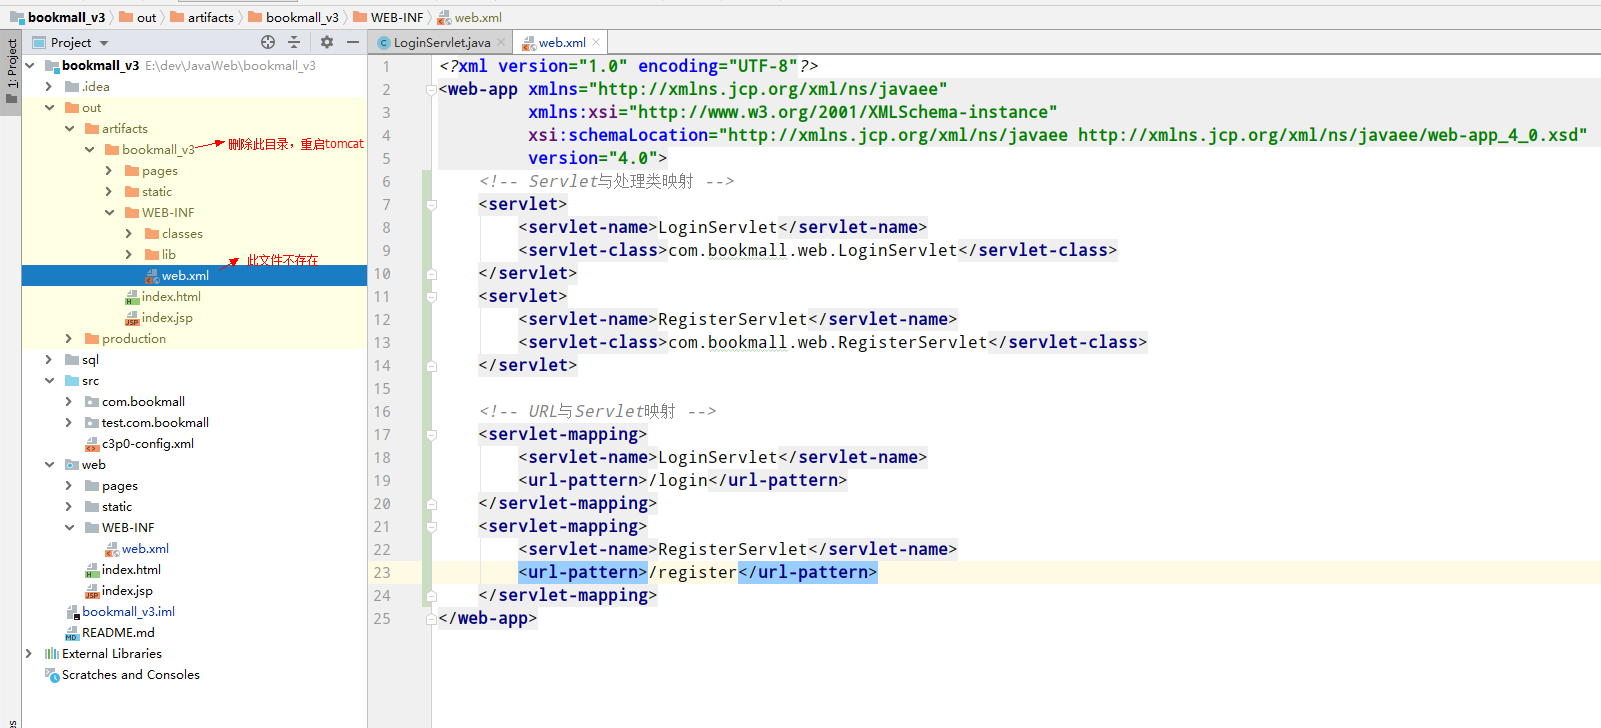 bookmall_v3 out artifacts bookmall_v3 WEB-INF web.xml
1: Project
Project
bookmall_v3 E:\dev\JavaWeb\bookmall_v3
.idea
out
artifacts
bookmall_v3 删除此目录，重启tomcat
pages
static
WEB-INF
classes
lib 此文件不存在
web.xml
index.html
index.jsp
production
sql
src
com.bookmall
test.com.bookmall
c3p0-config.xml
web
pages
static
WEB-INF
web.xml
index.html
index.jsp
bookmall_v3.iml
README.md
External Libraries
Scratches and Consoles
LoginServlet.java web.xml
1 <?xml version="1.0" encoding="UTF-8"?>
2 <web-app xmlns="http://xmlns.jcp.org/xml/ns/javaee"
3 xmlns:xsi="http://www.w3.org/2001/XMLSchema-instance"
4 xsi:schemaLocation="http://xmlns.jcp.org/xml/ns/javaee http://xmlns.jcp.org/xml/ns/javaee/web-app_4_0.xsd"
5 version="4.0">
6 <!-- Servlet与处理类映射 -->
7 <servlet>
8 <servlet-name>LoginServlet</servlet-name>
9 <servlet-class>com.bookmall.web.LoginServlet</servlet-class>
10 </servlet>
11 <servlet>
12 <servlet-name>RegisterServlet</servlet-name>
13 <servlet-class>com.bookmall.web.RegisterServlet</servlet-class>
14 </servlet>
15
16 <!-- URL与Servlet映射 -->
17 <servlet-mapping>
18 <servlet-name>LoginServlet</servlet-name>
19 <url-pattern>/login</url-pattern>
20 </servlet-mapping>
21 <servlet-mapping>
22 <servlet-name>RegisterServlet</servlet-name>
23 <url-pattern>/register</url-pattern>
24 </servlet-mapping>
25 </web-app>